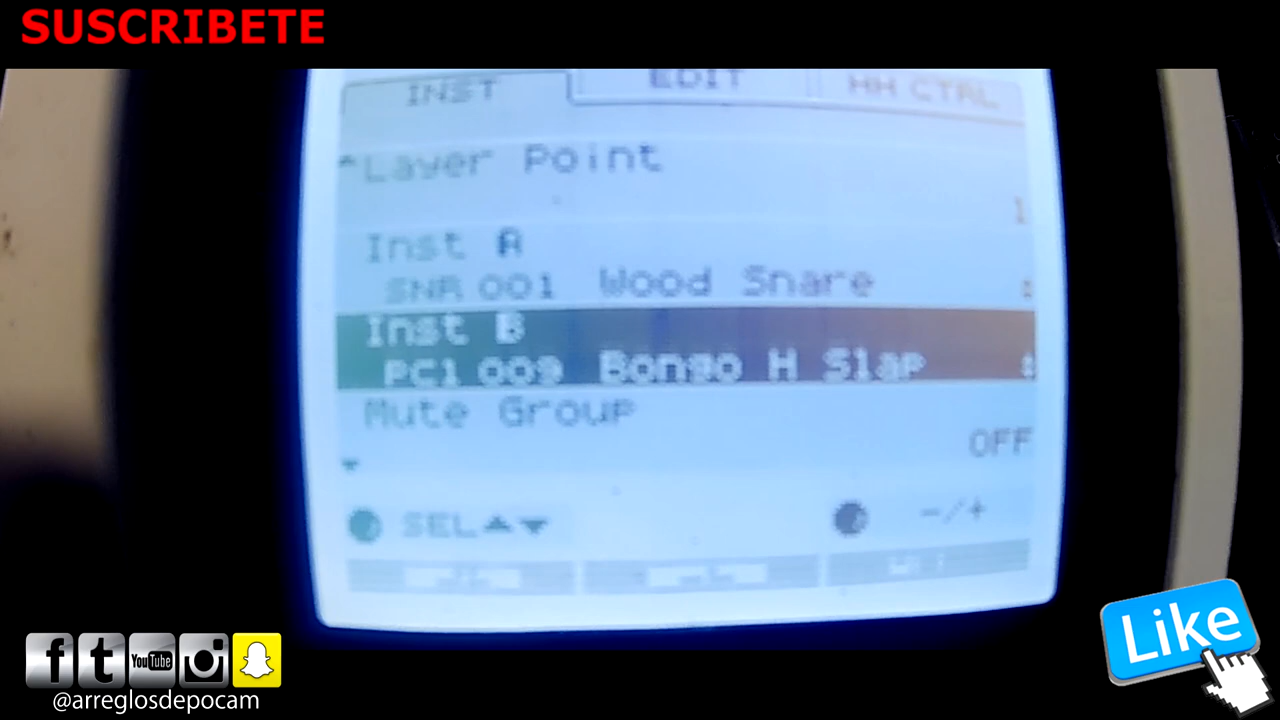 SUSCRIBETE
INST EDIT HH CTRL
Layer Point
1
Inst A
SNR 001 Wood Snare
Inst B
PC1 009 Bongo H Slap
Mute Group
OFF
SEL▲▼ -/+
f t YouTube
Like
@arreglosdepocam